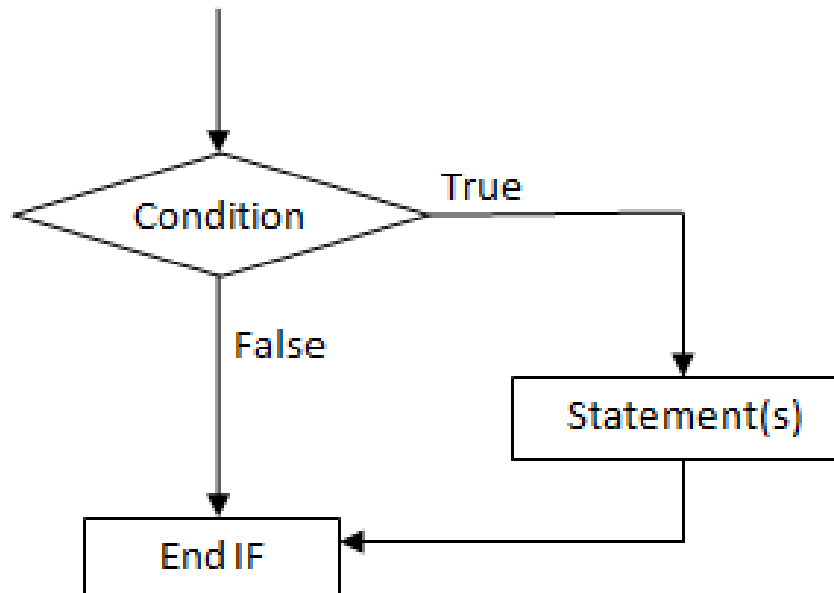 Condition
True
False
Statement(s)
End IF